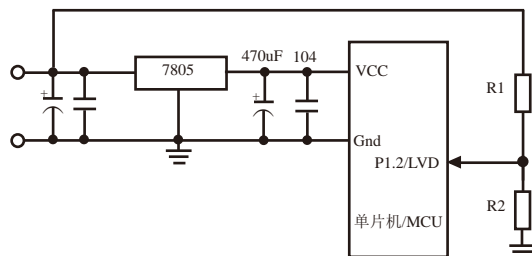 7805
470uF 104
VCC
Gnd
P1.2/LVD
单片机/MCU
R1
R2
+
+